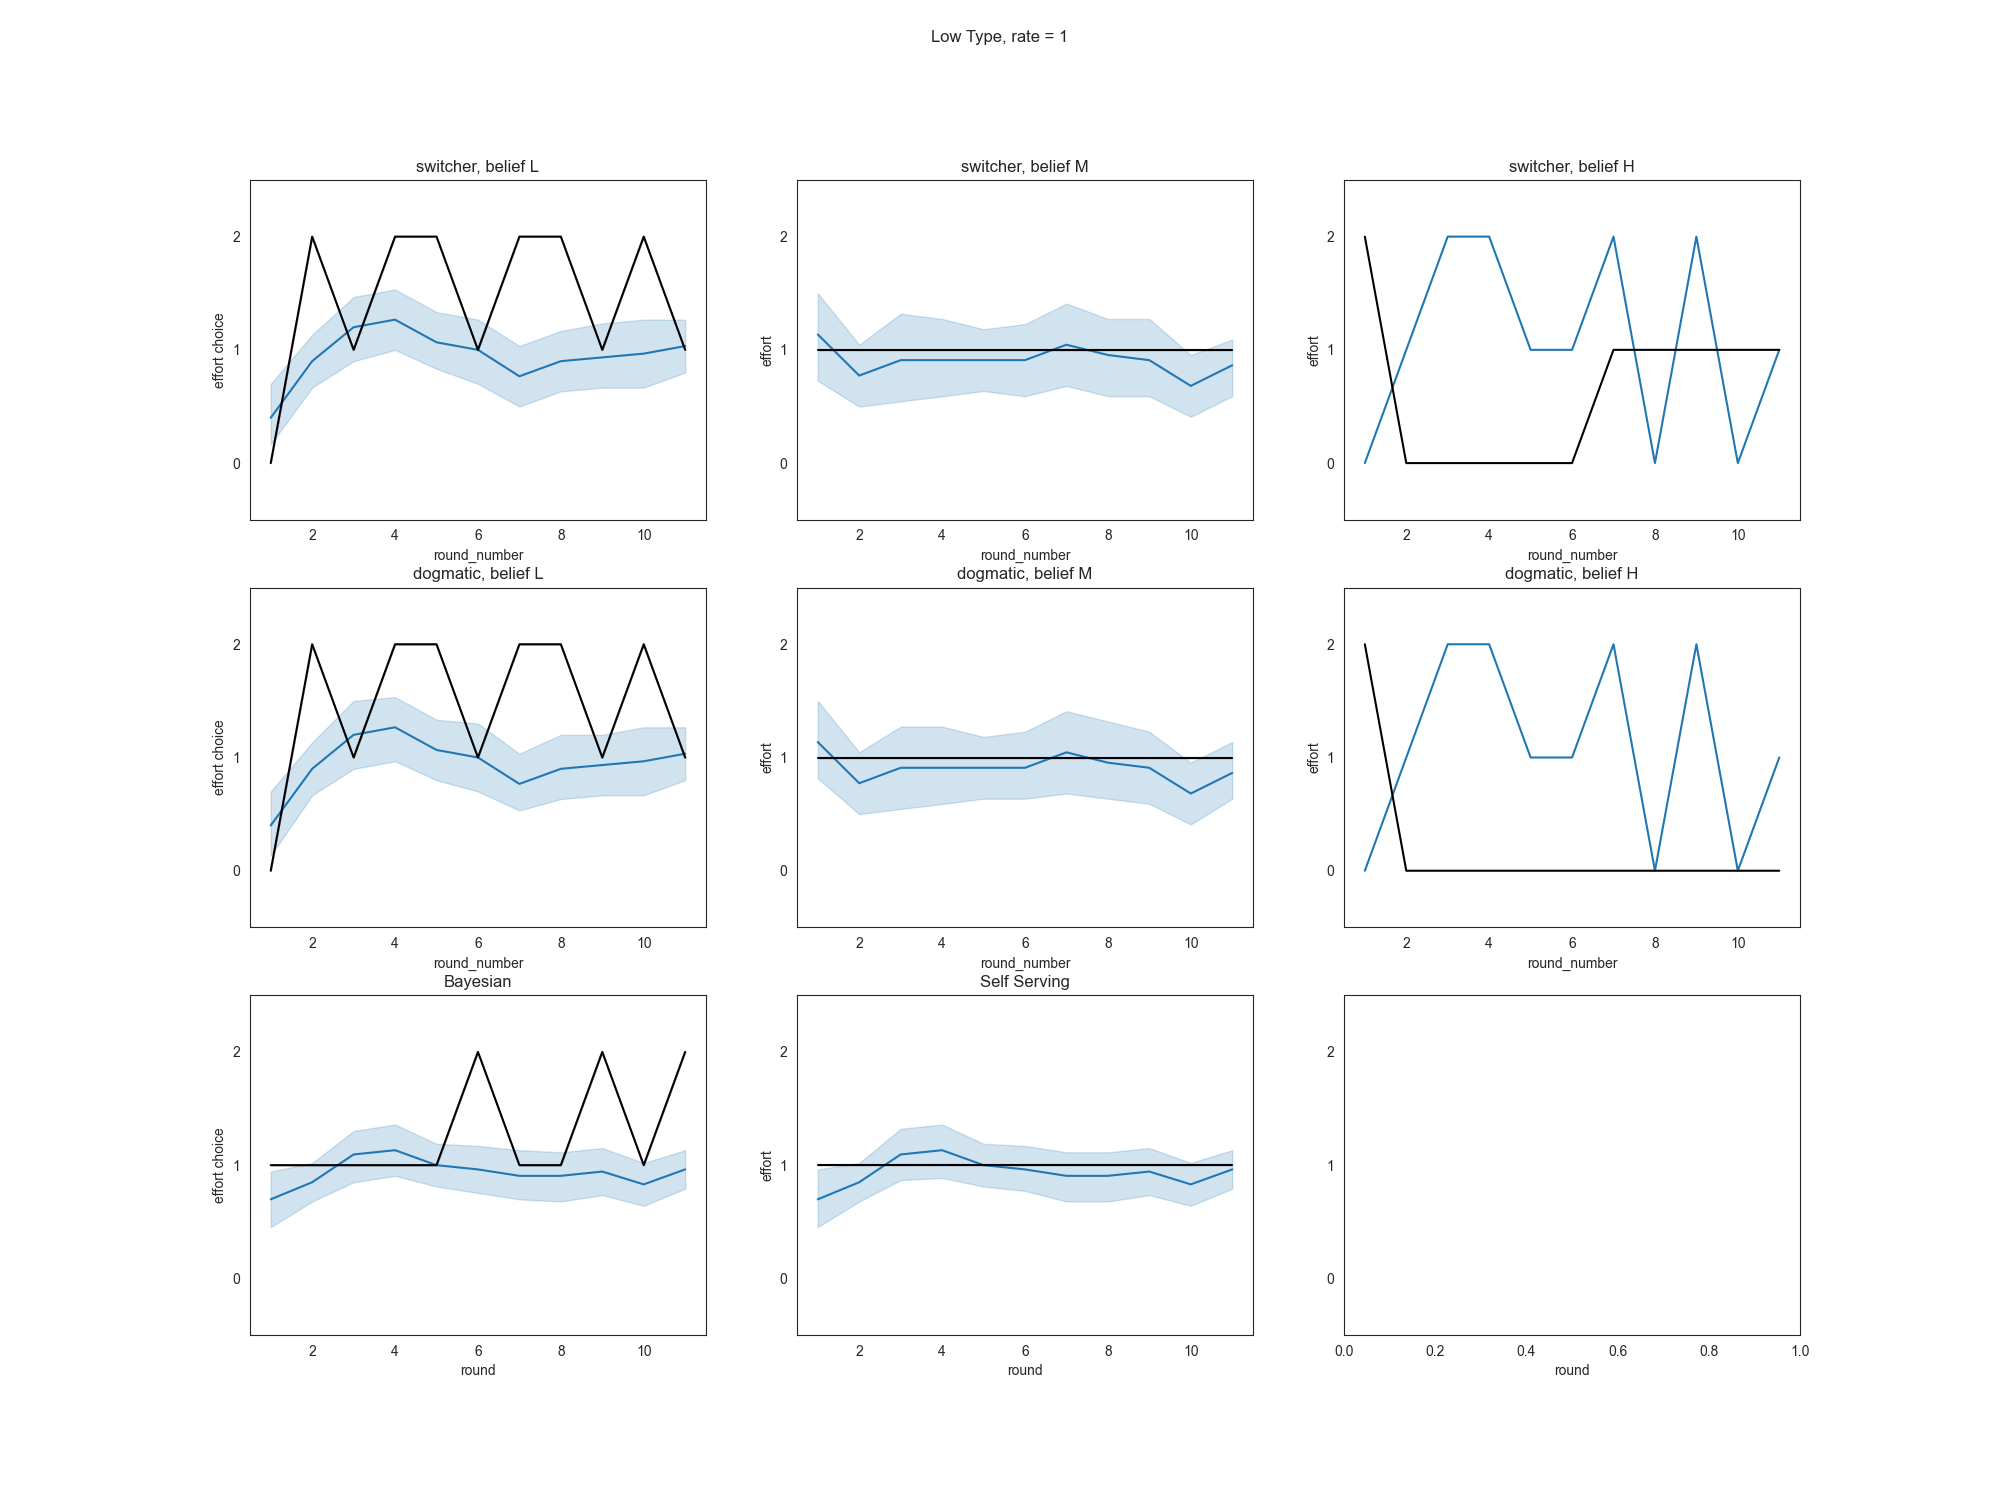 Low Type, rate = 1
switcher, belief L
switcher, belief M
switcher, belief H
effort choice
2
1
0
effort
2
1
0
effort
2
1
0
2 4 6 8 10
2 4 6 8 10
2 4 6 8 10
round_number
round_number
round_number
dogmatic, belief L
dogmatic, belief M
dogmatic, belief H
effort choice
2
1
0
effort
2
1
0
effort
2
1
0
2 4 6 8 10
2 4 6 8 10
2 4 6 8 10
round_number
round_number
round_number
Bayesian
Self Serving
effort choice
2
1
0
effort
2
1
0
2
1
0
2 4 6 8 10
2 4 6 8 10
0.0 0.2 0.4 0.6 0.8 1.0
round
round
round